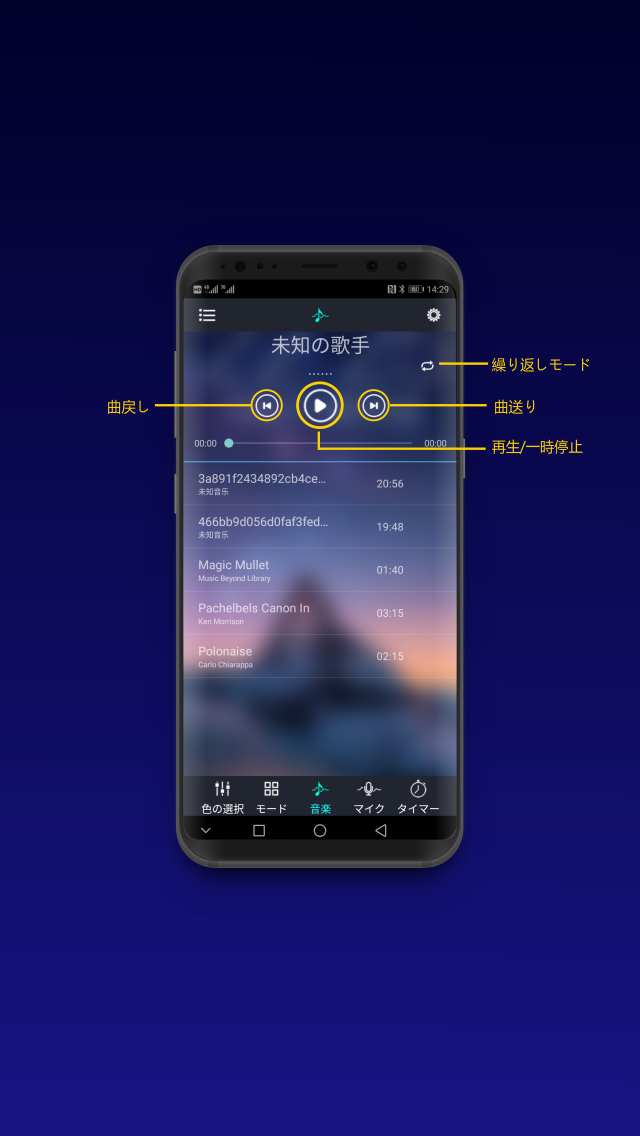 14:29
未知の歌手
......
繰り返しモード
曲戻し
曲送り
再生/一時停止
00:00 00:00
3a891f2434892cb4ce... 20:56
未知音乐
466bb9d056d0faf3fed... 19:48
未知音乐
Magic Mullet 01:40
Music Beyond Library
Pachelbels Canon In 03:15
Ken Morrison
Polonaise 02:15
Carlo Chiarappa
色の選択 モード 音楽 マイク タイマー